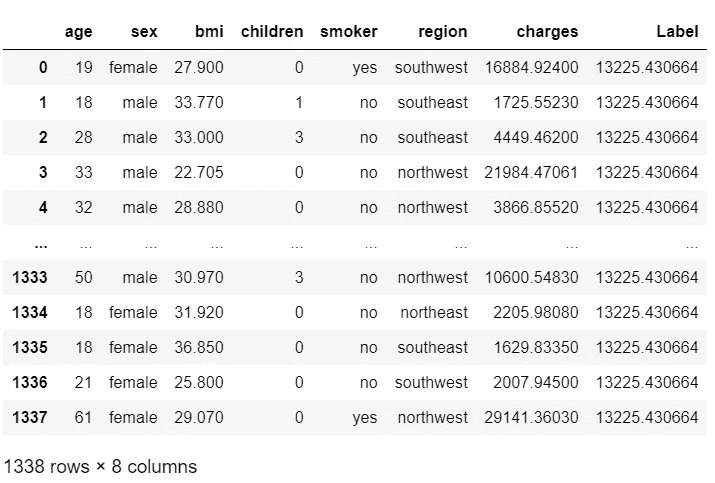 age sex bmi children smoker region charges Label
0 19 female 27.900 0 yes southwest 16884.92400 13225.430664
1 18 male 33.770 1 no southeast 1725.55230 13225.430664
2 28 male 33.000 3 no southeast 4449.46200 13225.430664
3 33 male 22.705 0 no northwest 21984.47061 13225.430664
4 32 male 28.880 0 no northwest 3866.85520 13225.430664
... ... ... ... ... ... ... ... ...
1333 50 male 30.970 3 no northwest 10600.54830 13225.430664
1334 18 female 31.920 0 no northeast 2205.98080 13225.430664
1335 18 female 36.850 0 no southeast 1629.83350 13225.430664
1336 21 female 25.800 0 no southwest 2007.94500 13225.430664
1337 61 female 29.070 0 yes northwest 29141.36030 13225.430664
1338 rows × 8 columns